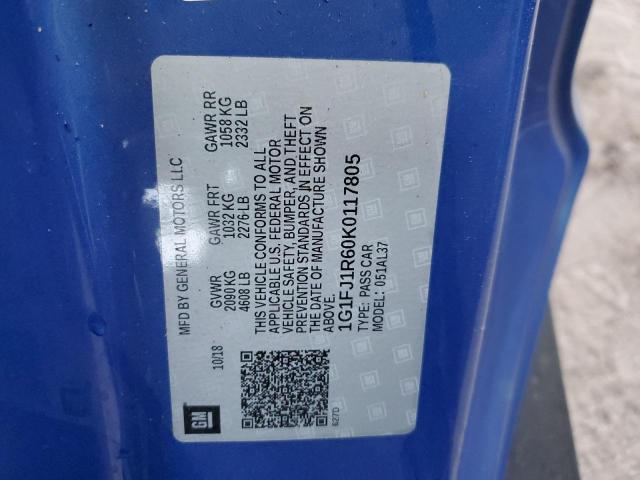 GM
10/18
MFD BY GENERAL MOTORS LLC
GVWR GAWR FRT GAWR RR
2090 KG 1032 KG 1058 KG
4608 LB 2276 LB 2332 LB
THIS VEHICLE CONFORMS TO ALL
APPLICABLE U.S. FEDERAL MOTOR
VEHICLE SAFETY, BUMPER, AND THEFT
PREVENTION STANDARDS IN EFFECT ON
THE DATE OF MANUFACTURE SHOWN
ABOVE.
1G1FJ1R60K0117805
TYPE: PASS CAR
MODEL: 051AL37
627D